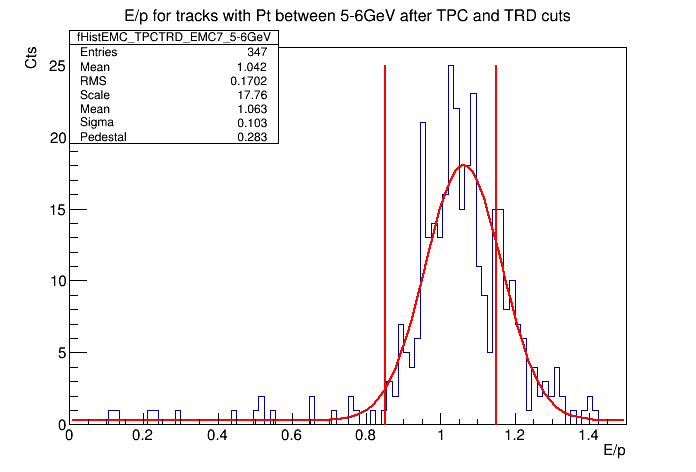 E/p for tracks with Pt between 5-6GeV after TPC and TRD cuts
fHistEMC_TPCTRD_EMC7_5-6GeV
Entries 347
Mean 1.042
RMS 0.1702
Scale 17.76
Mean 1.063
Sigma 0.103
Pedestal 0.283
Cts
25
20
15
10
5
0
0 0.2 0.4 0.6 0.8 1 1.2 1.4
E/p